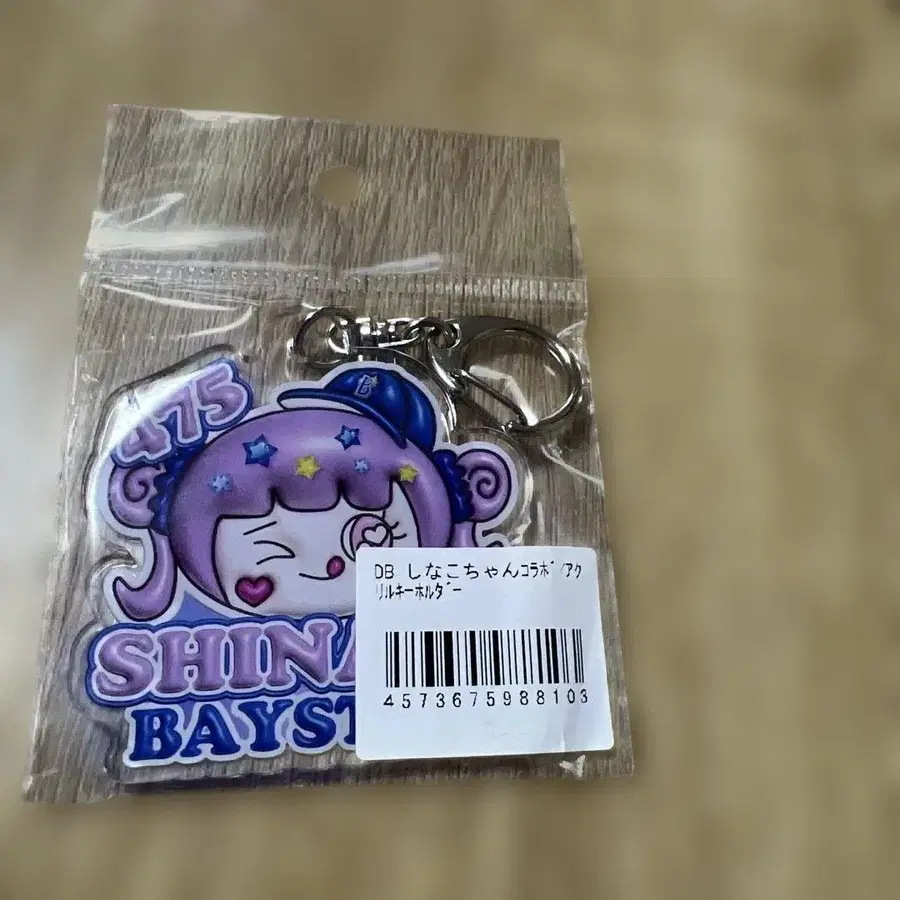 475
B
DB しなこちゃんコラボ/アク
リルキーホルダー
4573675988103
SHINA
BAYST